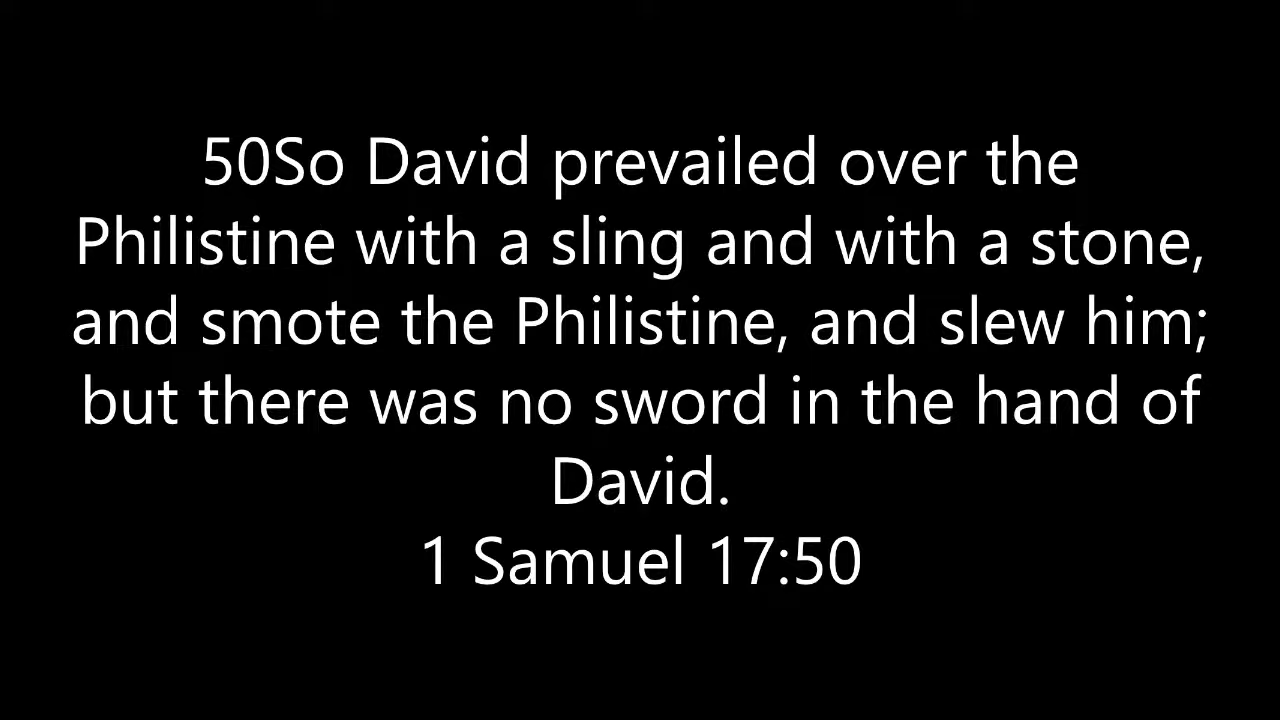 50So David prevailed over the
Philistine with a sling and with a stone,
and smote the Philistine, and slew him;
but there was no sword in the hand of
David.
1 Samuel 17:50